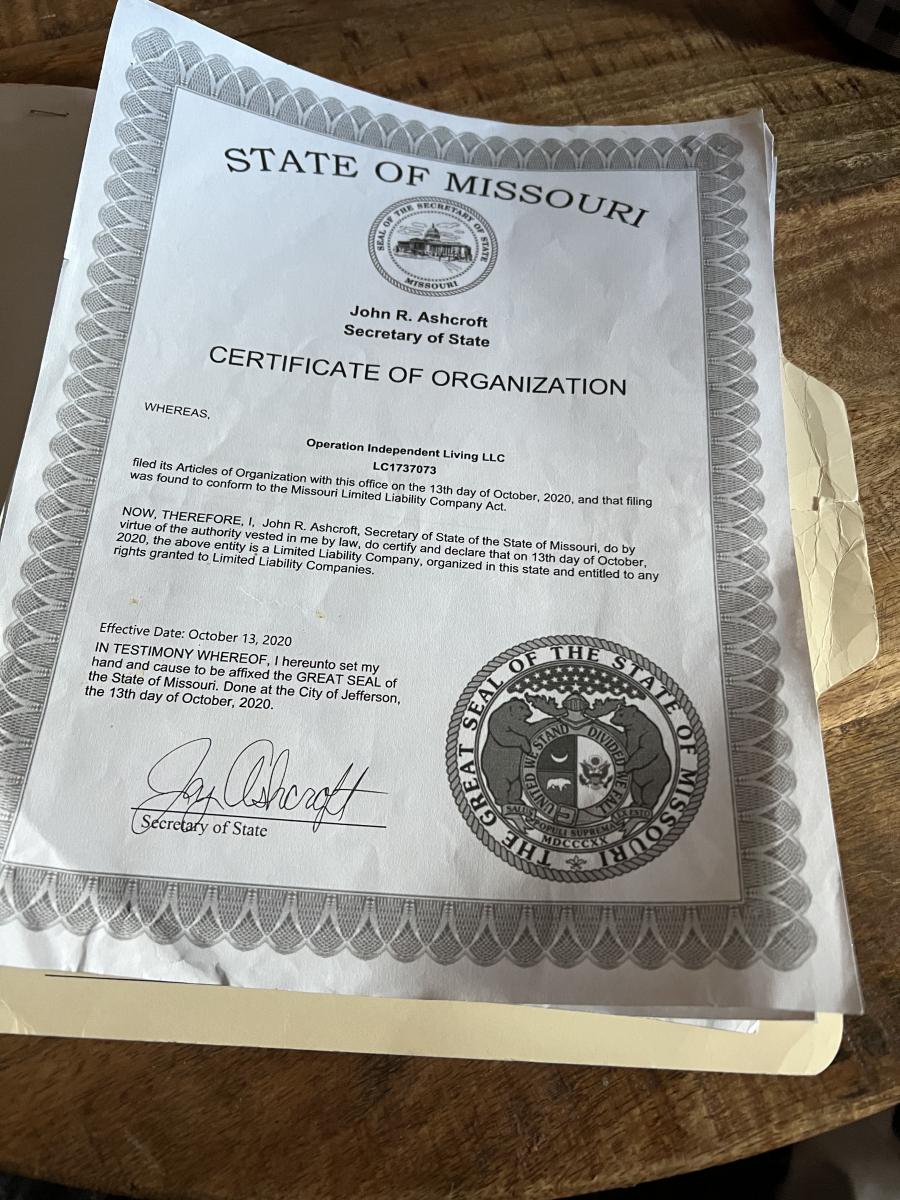 STATE OF MISSOURI
SEAL OF THE SECRETARY OF STATE
MISSOURI
John R. Ashcroft
Secretary of State
CERTIFICATE OF ORGANIZATION
WHEREAS,
Operation Independent Living LLC
LC1737073
filed its Articles of Organization with this office on the 13th day of October, 2020, and that filing
was found to conform to the Missouri Limited Liability Company Act.
NOW, THEREFORE, I, John R. Ashcroft, Secretary of State of the State of Missouri, do by
virtue of the authority vested in me by law, do certify and declare that on 13th day of October,
2020, the above entity is a Limited Liability Company, organized in this state and entitled to any
rights granted to Limited Liability Companies.
Effective Date: October 13, 2020
IN TESTIMONY WHEREOF, I hereunto set my
hand and cause to be affixed the GREAT SEAL of
the State of Missouri. Done at the City of Jefferson,
the 13th day of October, 2020.
Jay Ashcroft
Secretary of State
THE GREAT SEAL OF THE STATE OF MISSOURI
UNITED WE STAND DIVIDED WE FALL
SALUS POPULI SUPREMA LEX ESTO
MDCCCXX